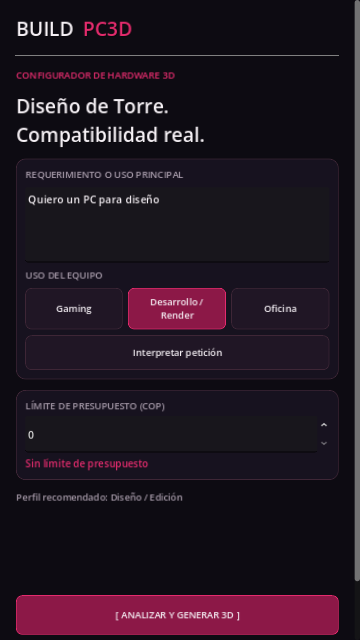 BUILD PC3D
CONFIGURADOR DE HARDWARE 3D
Diseño de Torre.
Compatibilidad real.
REQUERIMIENTO O USO PRINCIPAL
Quiero un PC para diseño
USO DEL EQUIPO
Gaming
Desarrollo /
Render
Oficina
Interpretar petición
LÍMITE DE PRESUPUESTO (COP)
0
Sin límite de presupuesto
Perfil recomendado: Diseño / Edición
[ ANALIZAR Y GENERAR 3D ]